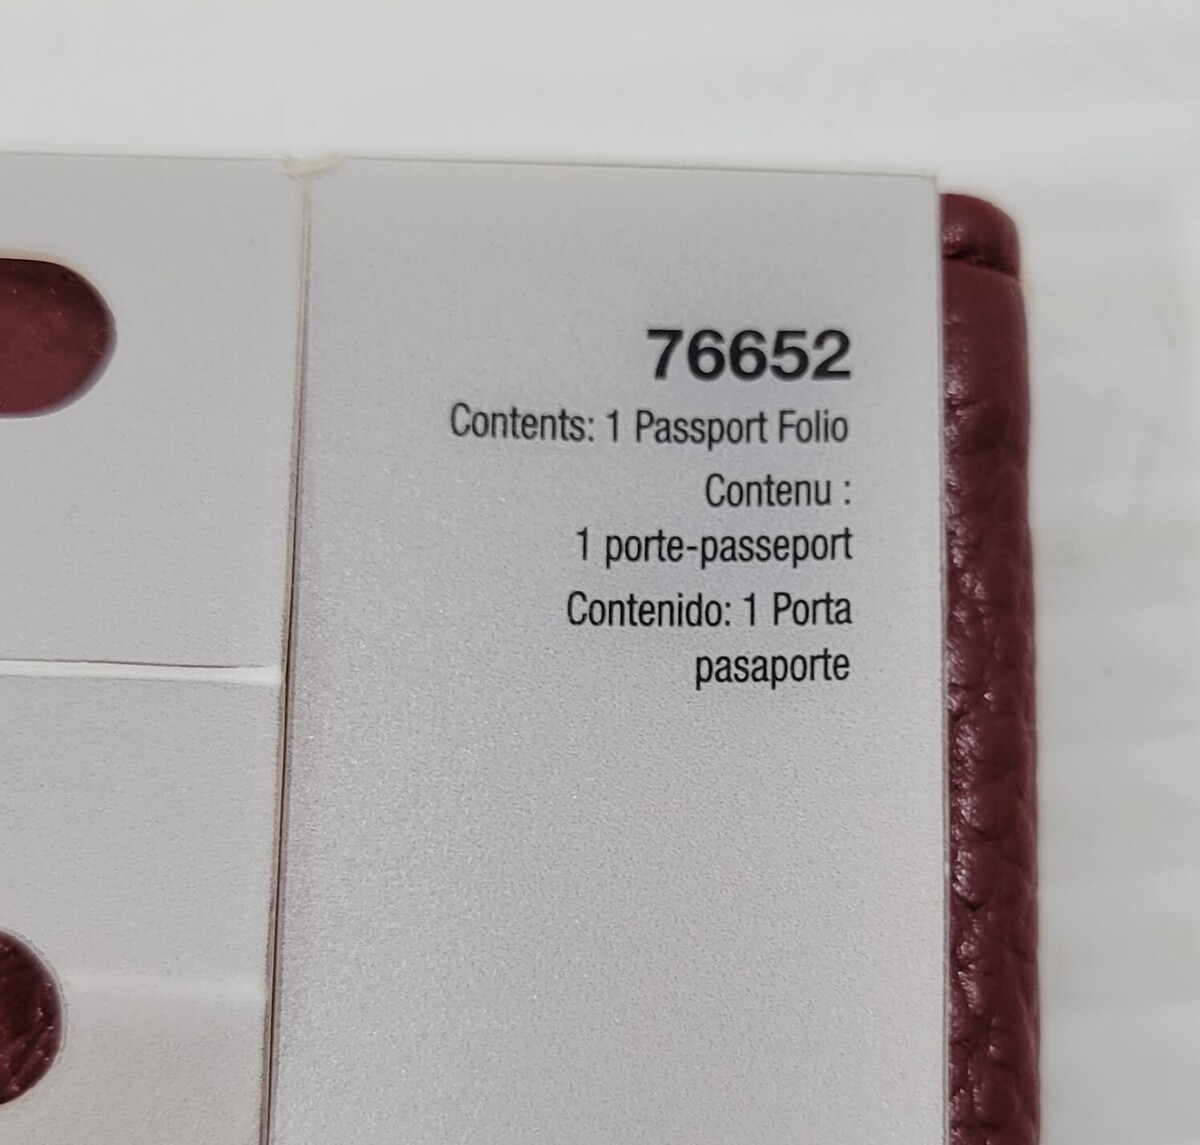 76652
Contents: 1 Passport Folio
Contenu :
1 porte-passeport
Contenido: 1 Porta
pasaporte